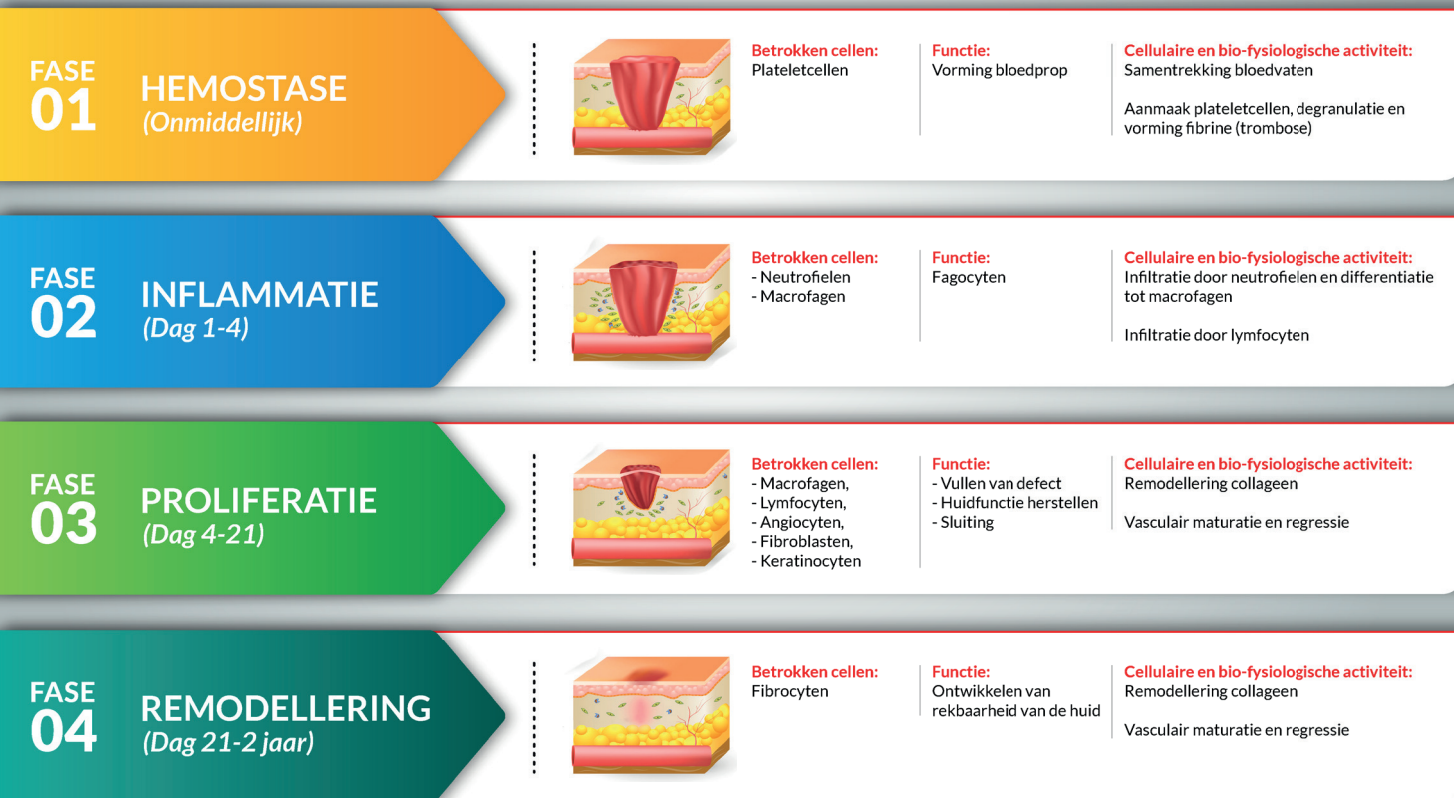 FASE
01
HEMOSTASE
(Onmiddellijk)
Betrokken cellen:
Plateletcellen
Functie:
Vorming bloedprop
Cellulaire en bio-fysiologische activiteit:
Samentrekking bloedvaten
Aanmaak plateletcellen, degranulatie en
vorming fibrine (trombose)
FASE
02
INFLAMMATIE
(Dag 1-4)
Betrokken cellen:
- Neutrofielen
- Macrofagen
Functie:
Fagocyten
Cellulaire en bio-fysiologische activiteit:
Infiltratie door neutrofielen en differentiatie
tot macrofagen
Infiltratie door lymfocyten
FASE
03
PROLIFERATIE
(Dag 4-21)
Betrokken cellen:
- Macrofagen,
- Lymfocyten,
- Angiocyten,
- Fibroblasten,
- Keratinocyten
Functie:
- Vullen van defect
- Huidfunctie herstellen
- Sluiting
Cellulaire en bio-fysiologische activiteit:
Remodellering collageen
Vasculair maturatie en regressie
FASE
04
REMODELLERING
(Dag 21-2 jaar)
Betrokken cellen:
Fibrocyten
Functie:
Ontwikkelen van
rekbaarheid van de huid
Cellulaire en bio-fysiologische activiteit:
Remodellering collageen
Vasculair maturatie en regressie